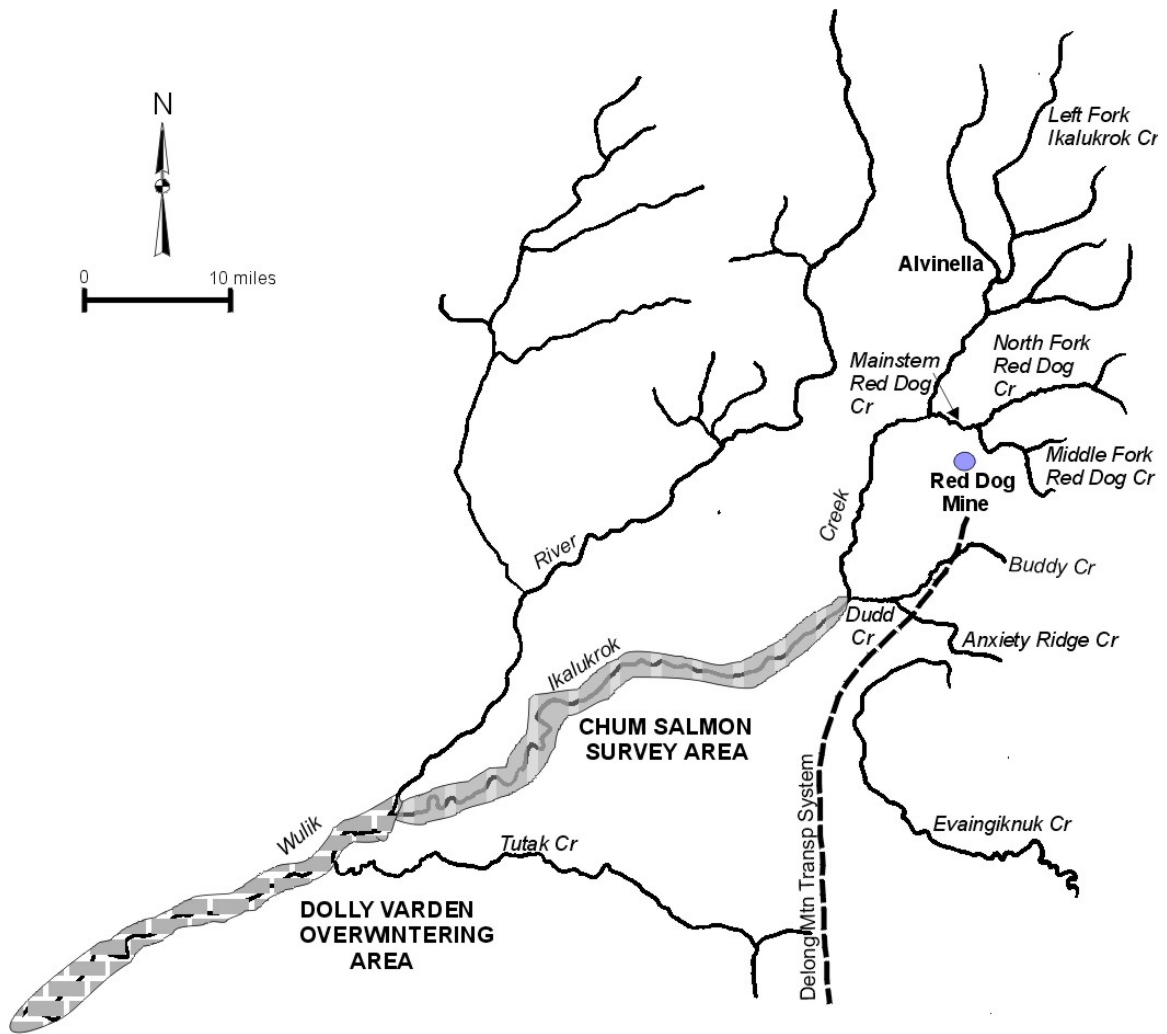 N
0
10 miles
Left Fork
Ikalukrok Cr
Alvinella
North Fork
Red Dog
Cr
Mainstem
Red Dog
Cr
Middle Fork
Red Dog Cr
Red Dog
Mine
Creek
River
Buddy Cr
Dudd
Cr
Anxiety Ridge Cr
Ikalukrok
CHUM SALMON
SURVEY AREA
Delong Mtn Transp System
Evaingiknuk Cr
Wulik
Tutak Cr
DOLLY VARDEN
OVERWINTERING
AREA